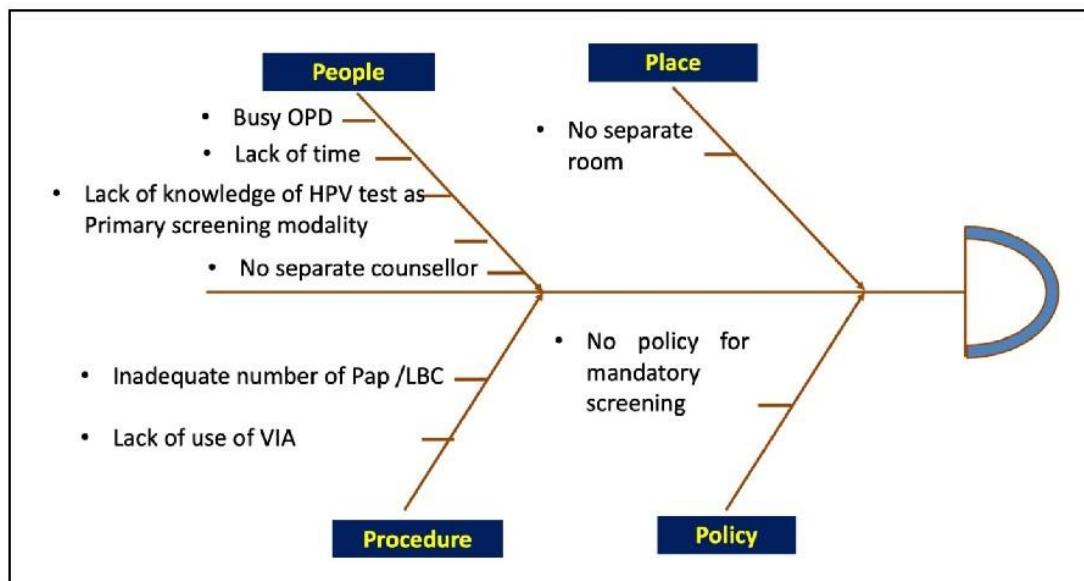 People
• Busy OPD
• Lack of time
• Lack of knowledge of HPV test as
Primary screening modality
• No separate counsellor
Place
• No separate
room
• Inadequate number of Pap /LBC
• Lack of use of VIA
Procedure
• No policy for
mandatory
screening
Policy